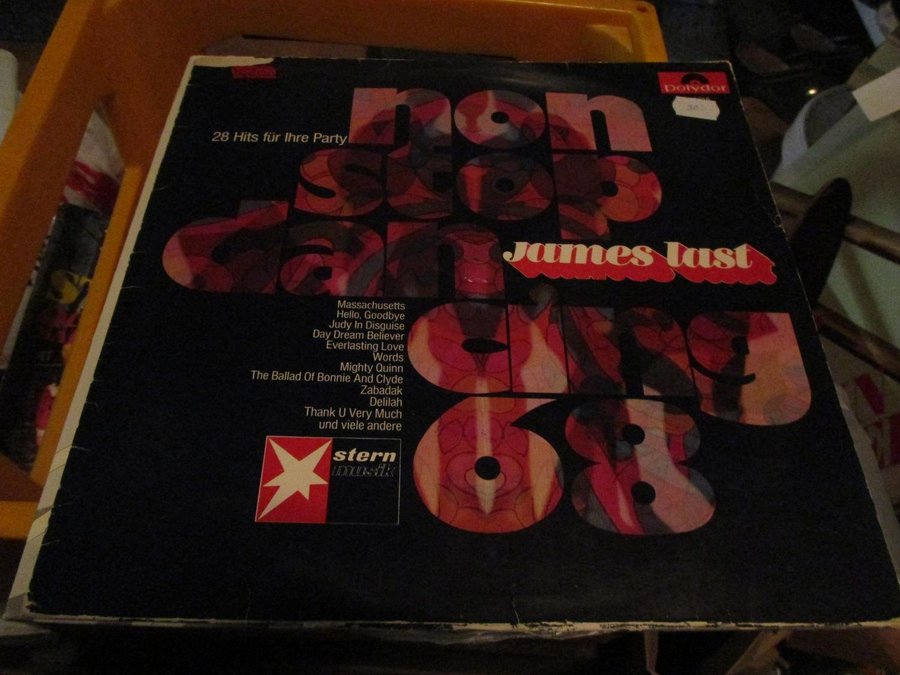 Polydor
28 Hits für Ihre Party
non
stop
dan
cing
68
James Last
Massachusetts
Hello, Goodbye
Judy In Disguise
Day Dream Believer
Everlasting Love
Words
Mighty Quinn
The Ballad Of Bonnie And Clyde
Zabadak
Delilah
Thank U Very Much
und viele andere
stern
musik